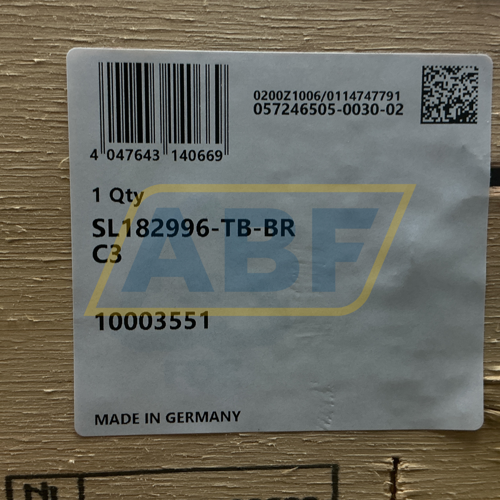 0200Z1006/0114747791
057246505-0030-02
4 047643 140669
1 Qty
SL182996-TB-BR
C3
ABF
10003551
MADE IN GERMANY